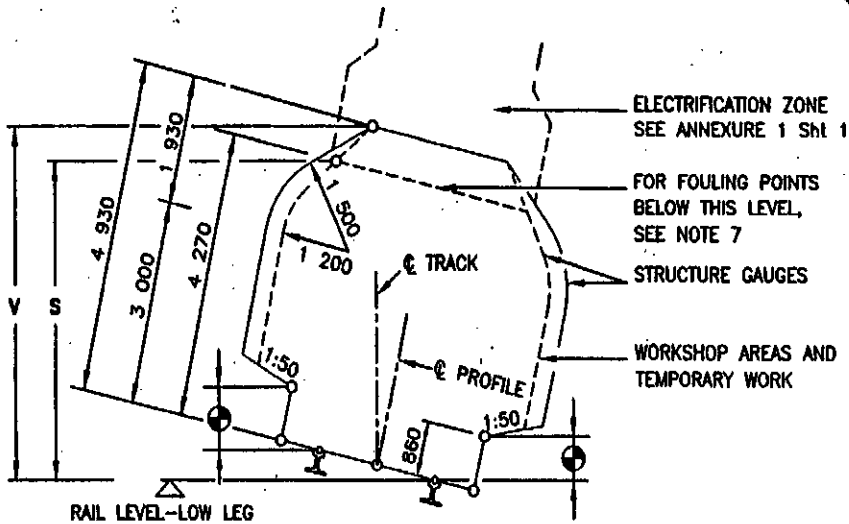 ELECTRIFICATION ZONE
SEE ANNEXURE 1 Sht 1
FOR FOULING POINTS
BELOW THIS LEVEL,
SEE NOTE 7
STRUCTURE GAUGES
WORKSHOP AREAS AND
TEMPORARY WORK
1 930
4 930
3 000
4 270
V
S
1 500
1 200
℄ TRACK
℄ PROFILE
1:50
1:50
860
RAIL LEVEL-LOW LEG